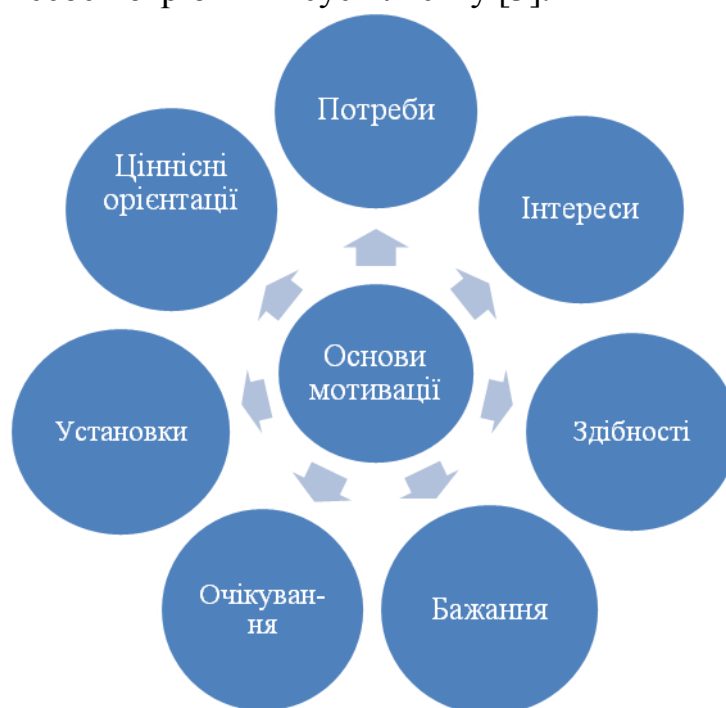 Потреби
Інтереси
Здібності
Бажання
Очікуван-
ня
Установки
Ціннісні
орієнтації
Основи
мотивації